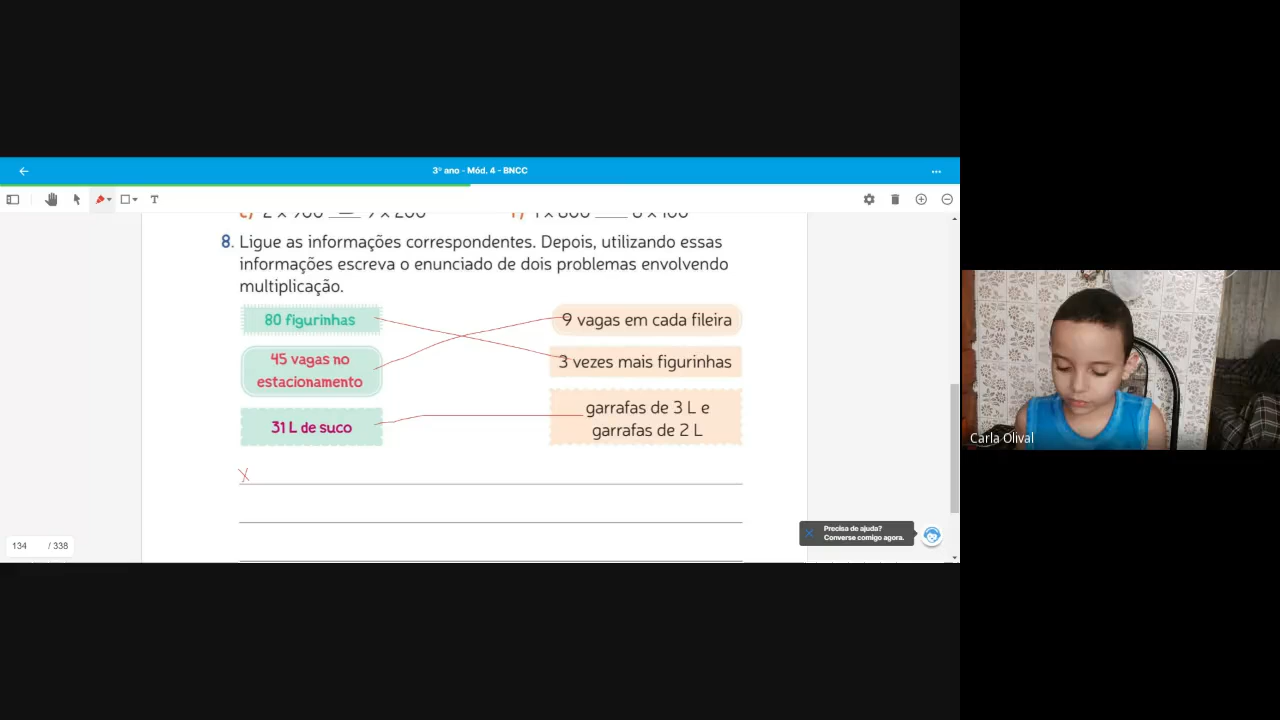 3º ano - Mód. 4 - BNCC
...
T
8. Ligue as informações correspondentes. Depois, utilizando essas
informações escreva o enunciado de dois problemas envolvendo
multiplicação.
80 figurinhas
9 vagas em cada fileira
45 vagas no
estacionamento
3 vezes mais figurinhas
31 L de suco
garrafas de 3 L e
garrafas de 2 L
X
134 / 338
Precisa de ajuda?
Converse comigo agora.
Carla Olival